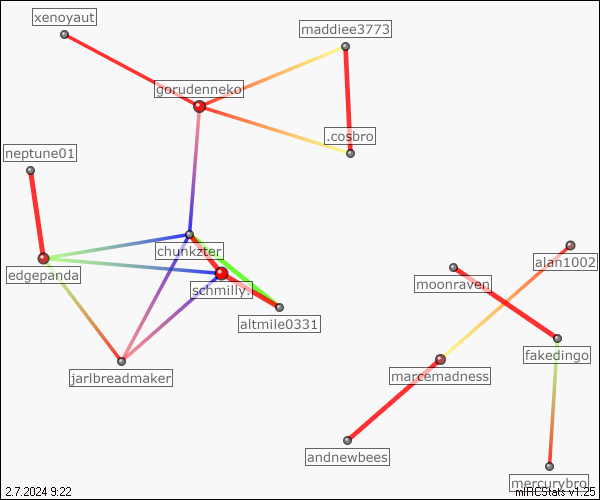 xenoyaut
maddiee3773
gorudenneko
.cosbro
neptune01
chunkzter
alan1002
edgepanda
moonraven
schmilly.
altmile0331
fakedingo
jarlbreadmaker
marcemadness
andnewbees
mercurybro
2.7.2024 9:22
mIRCStats v1.25